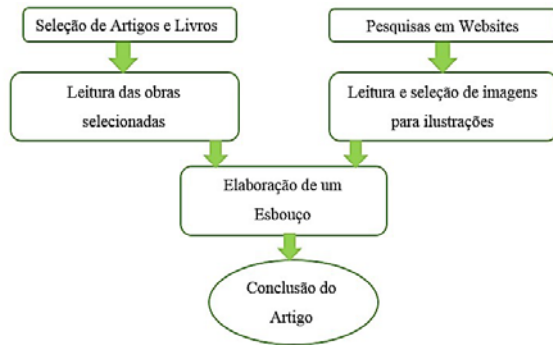 Seleção de Artigos e Livros
Pesquisas em Websites
Leitura das obras
selecionadas
Leitura e seleção de imagens
para ilustrações
Elaboração de um
Esbouço
Conclusão do
Artigo